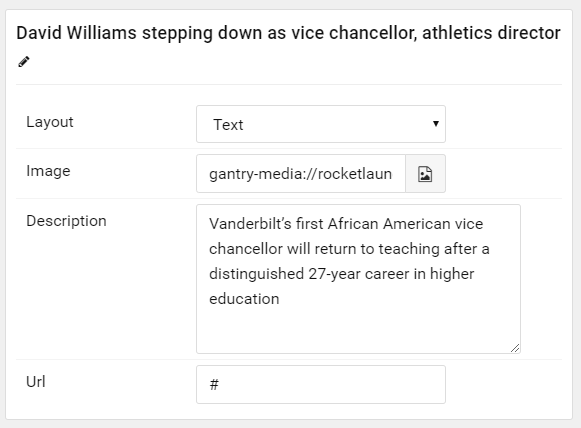 David Williams stepping down as vice chancellor, athletics director
Layout
Text
Image
gantry-media://rocketlaun
Description
Vanderbilt's first African American vice
chancellor will return to teaching after a
distinguished 27-year career in higher
education
Url
#